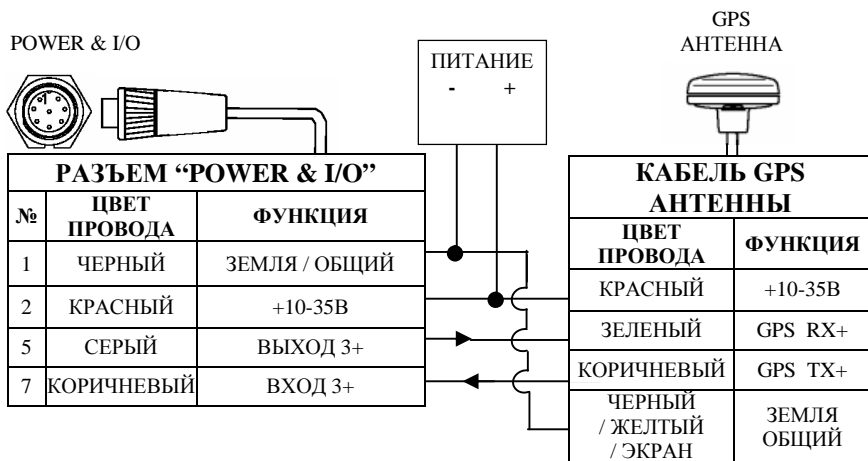 POWER & I/O
GPS
АНТЕННА
ПИТАНИЕ
- +
1
РАЗЪЕМ “POWER & I/O”
№ ЦВЕТ ПРОВОДА ФУНКЦИЯ
1 ЧЕРНЫЙ ЗЕМЛЯ / ОБЩИЙ
2 КРАСНЫЙ +10-35В
5 СЕРЫЙ ВЫХОД 3+
7 КОРИЧНЕВЫЙ ВХОД 3+
КАБЕЛЬ GPS
АНТЕННЫ
ЦВЕТ
ПРОВОДА ФУНКЦИЯ
КРАСНЫЙ +10-35В
ЗЕЛЕНЫЙ GPS RX+
КОРИЧНЕВЫЙ GPS TX+
ЧЕРНЫЙ
/ ЖЕЛТЫЙ
/ ЭКРАН
ЗЕМЛЯ
ОБЩИЙ